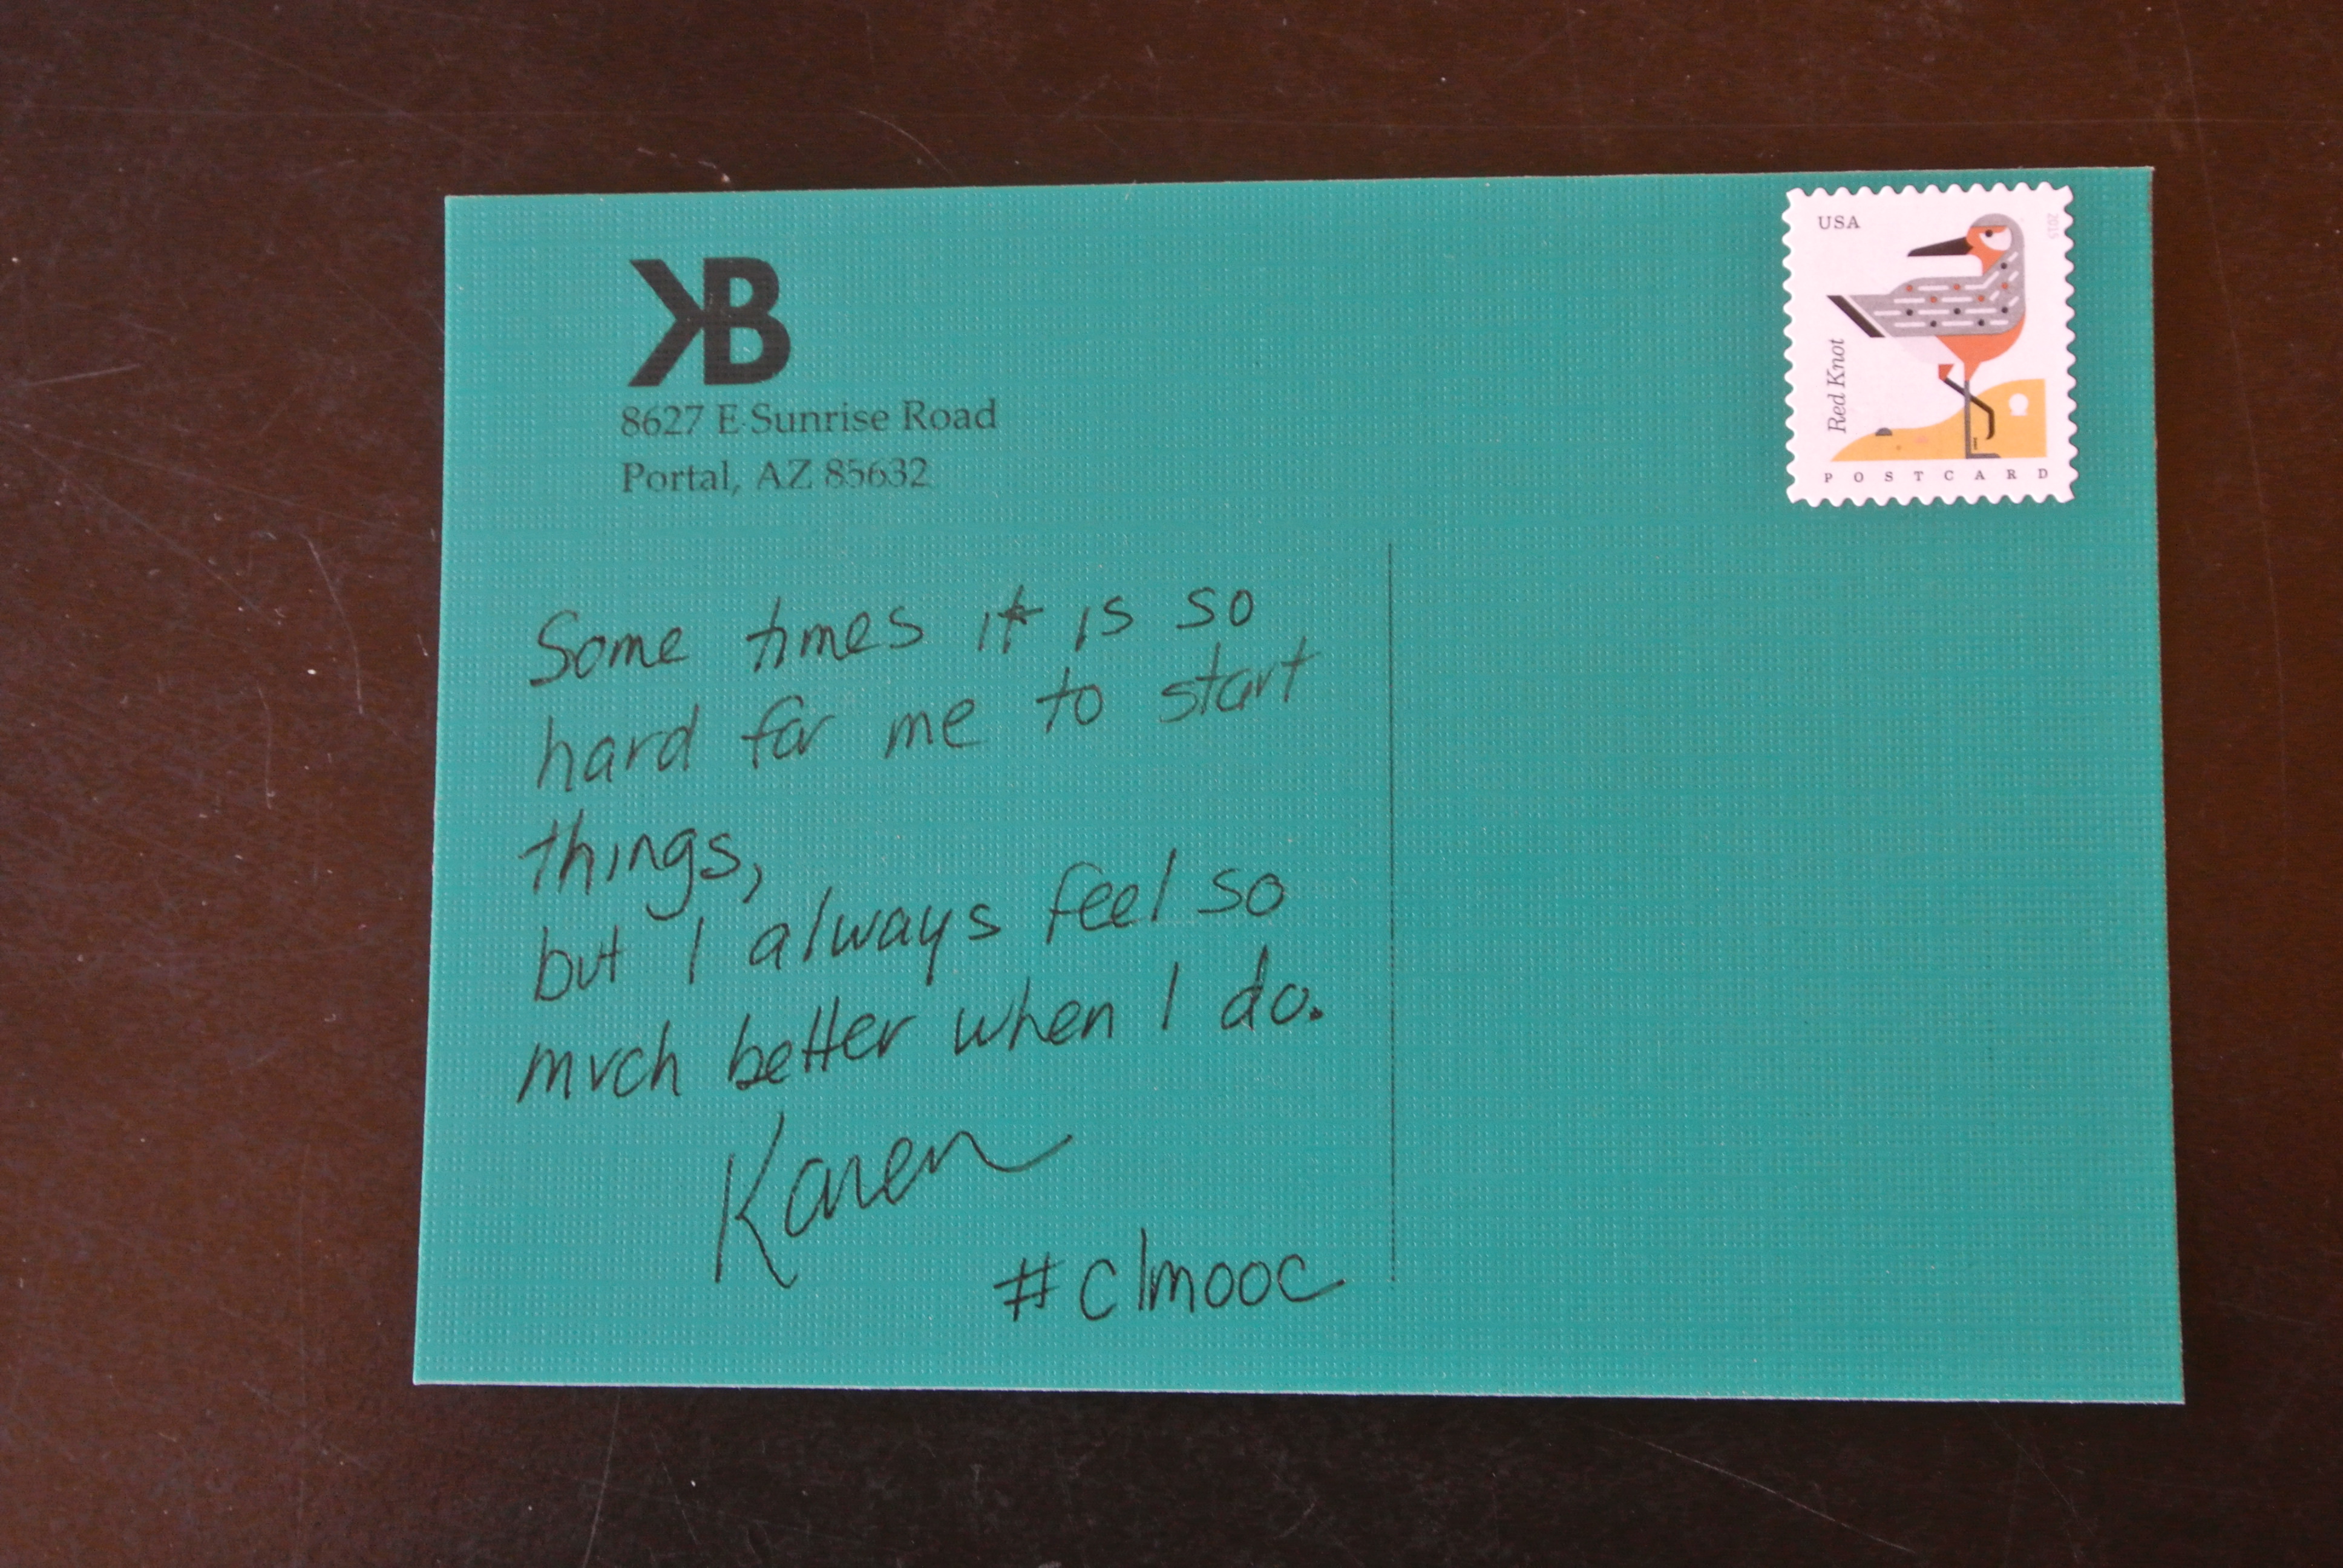 KB
8627 E Sunrise Road
Portal, AZ 85632
Some times it is so
hard for me to start
things,
but I always feel so
much better when I do.
Karen
#clmooc
USA
2015
Red Knot
POSTCARD